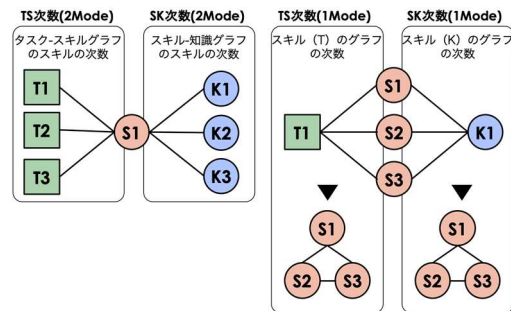 TS次数(2Mode)
タスク-スキルグラフ
のスキルの次数
T1
T2
T3
S1
SK次数(2Mode)
スキル-知識グラフ
のスキルの次数
K1
K2
K3
TS次数(1Mode)
スキル（T）のグラフ
の次数
T1
S1
S2
S3
S1
S2
S3
SK次数(1Mode)
スキル（K）のグラフ
の次数
K1
S1
S2
S3